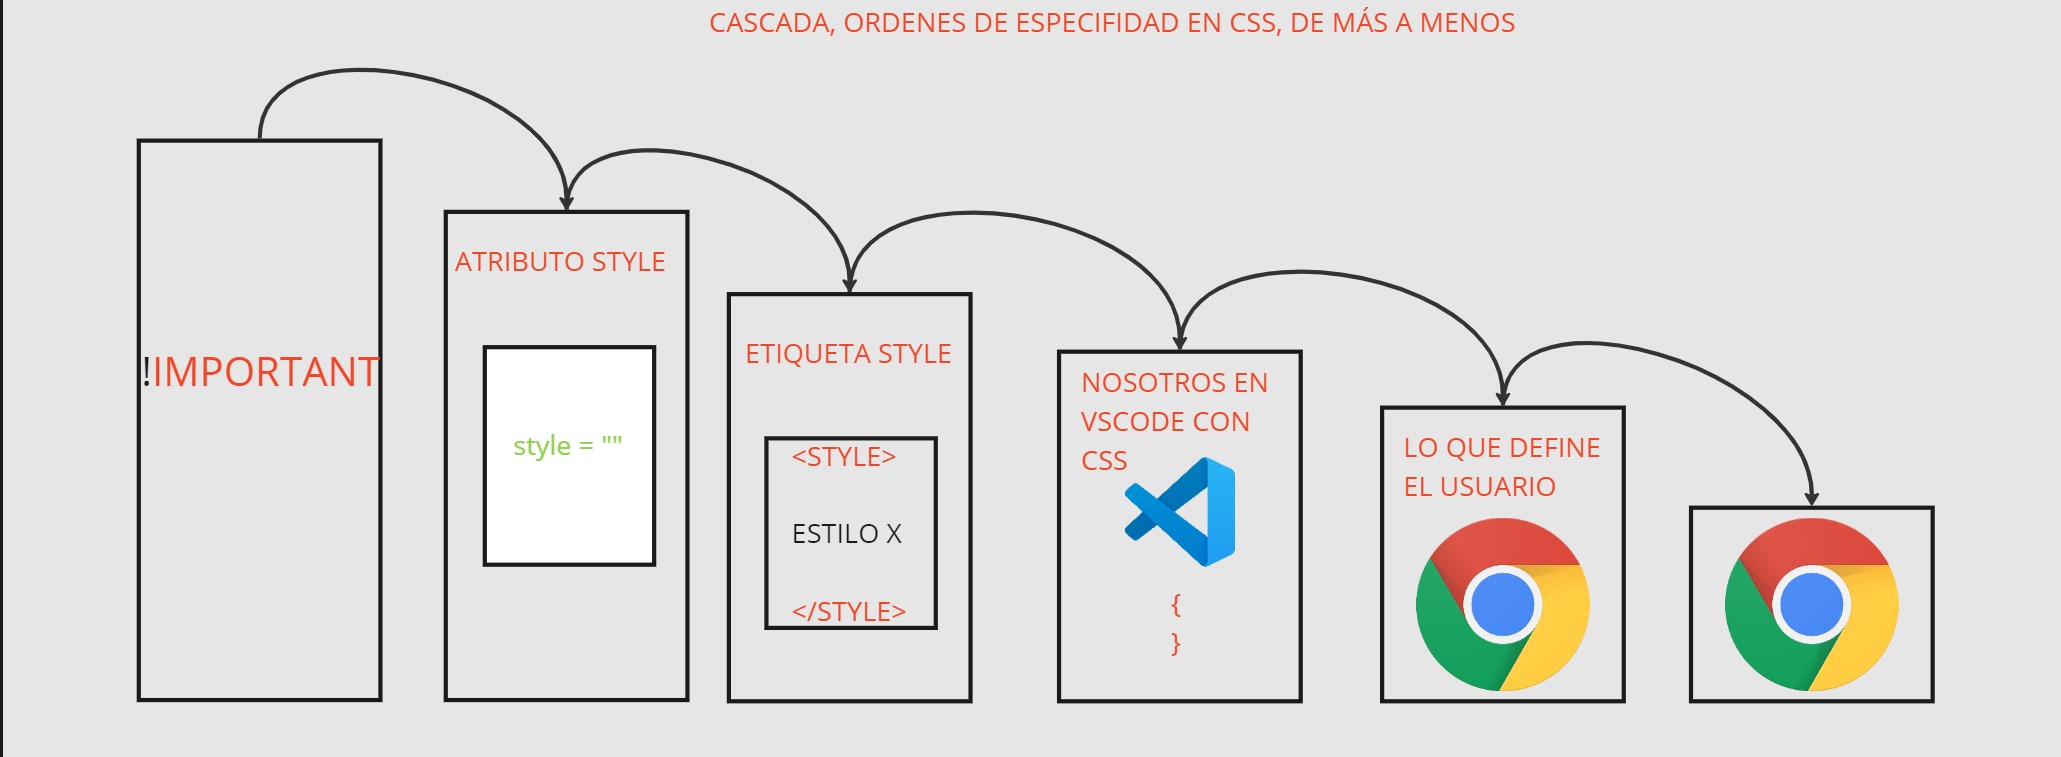 CASCADA, ORDENES DE ESPECIFIDAD EN CSS, DE MÁS A MENOS
!IMPORTANT
ATRIBUTO STYLE
style = ""
ETIQUETA STYLE
<STYLE>
ESTILO X
</STYLE>
NOSOTROS EN
VSCODE CON
CSS
{
}
LO QUE DEFINE
EL USUARIO